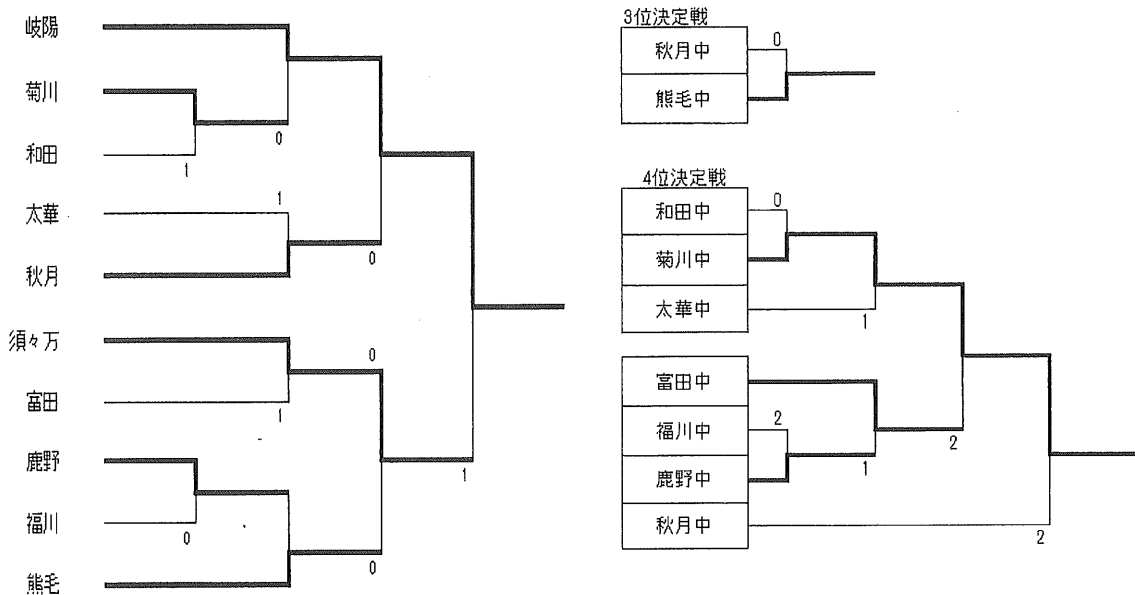 岐陽
菊川
0
和田
1
太華
1
秋月
0
須々万
0
富田
1
鹿野
1
福川
0
熊毛
0
3位決定戦
秋月中
0
熊毛中
4位決定戦
和田中
0
菊川中
太華中
1
富田中
福川中
2
2
鹿野中
1
秋月中
2